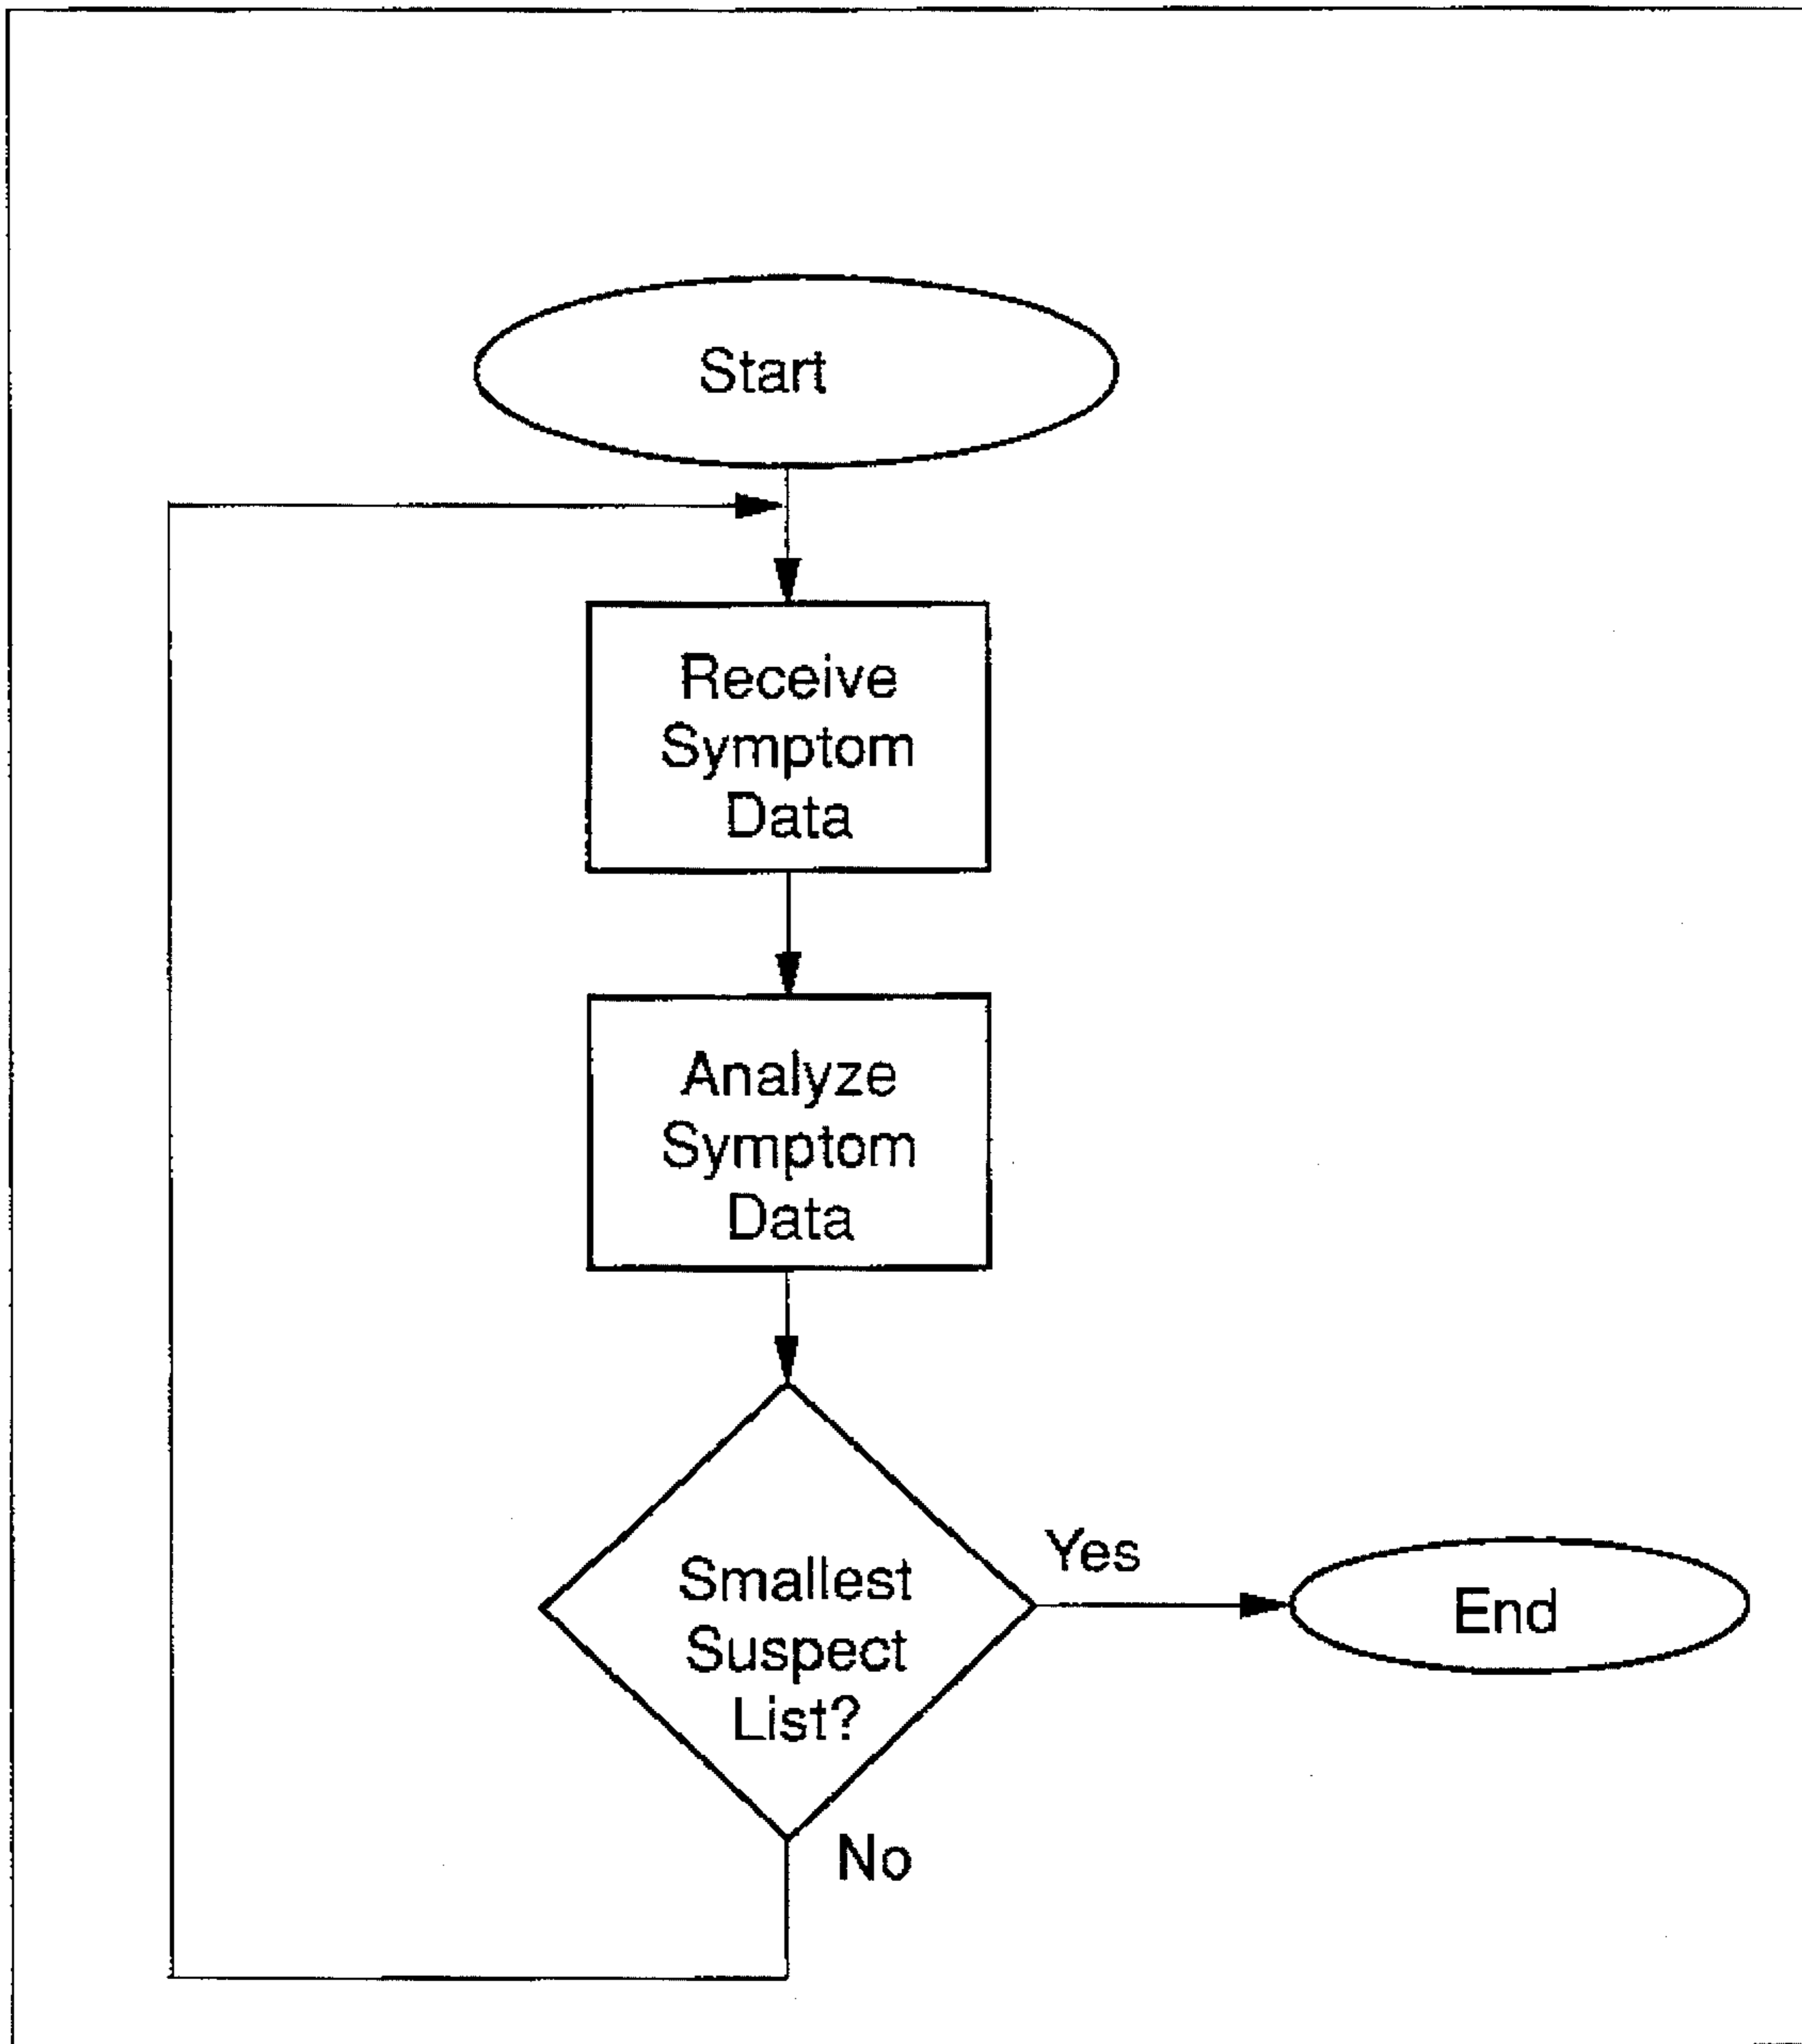 Start
Receive
Symptom
Data
Analyze
Symptom
Data
Smallest
Suspect
List?
Yes
End
No